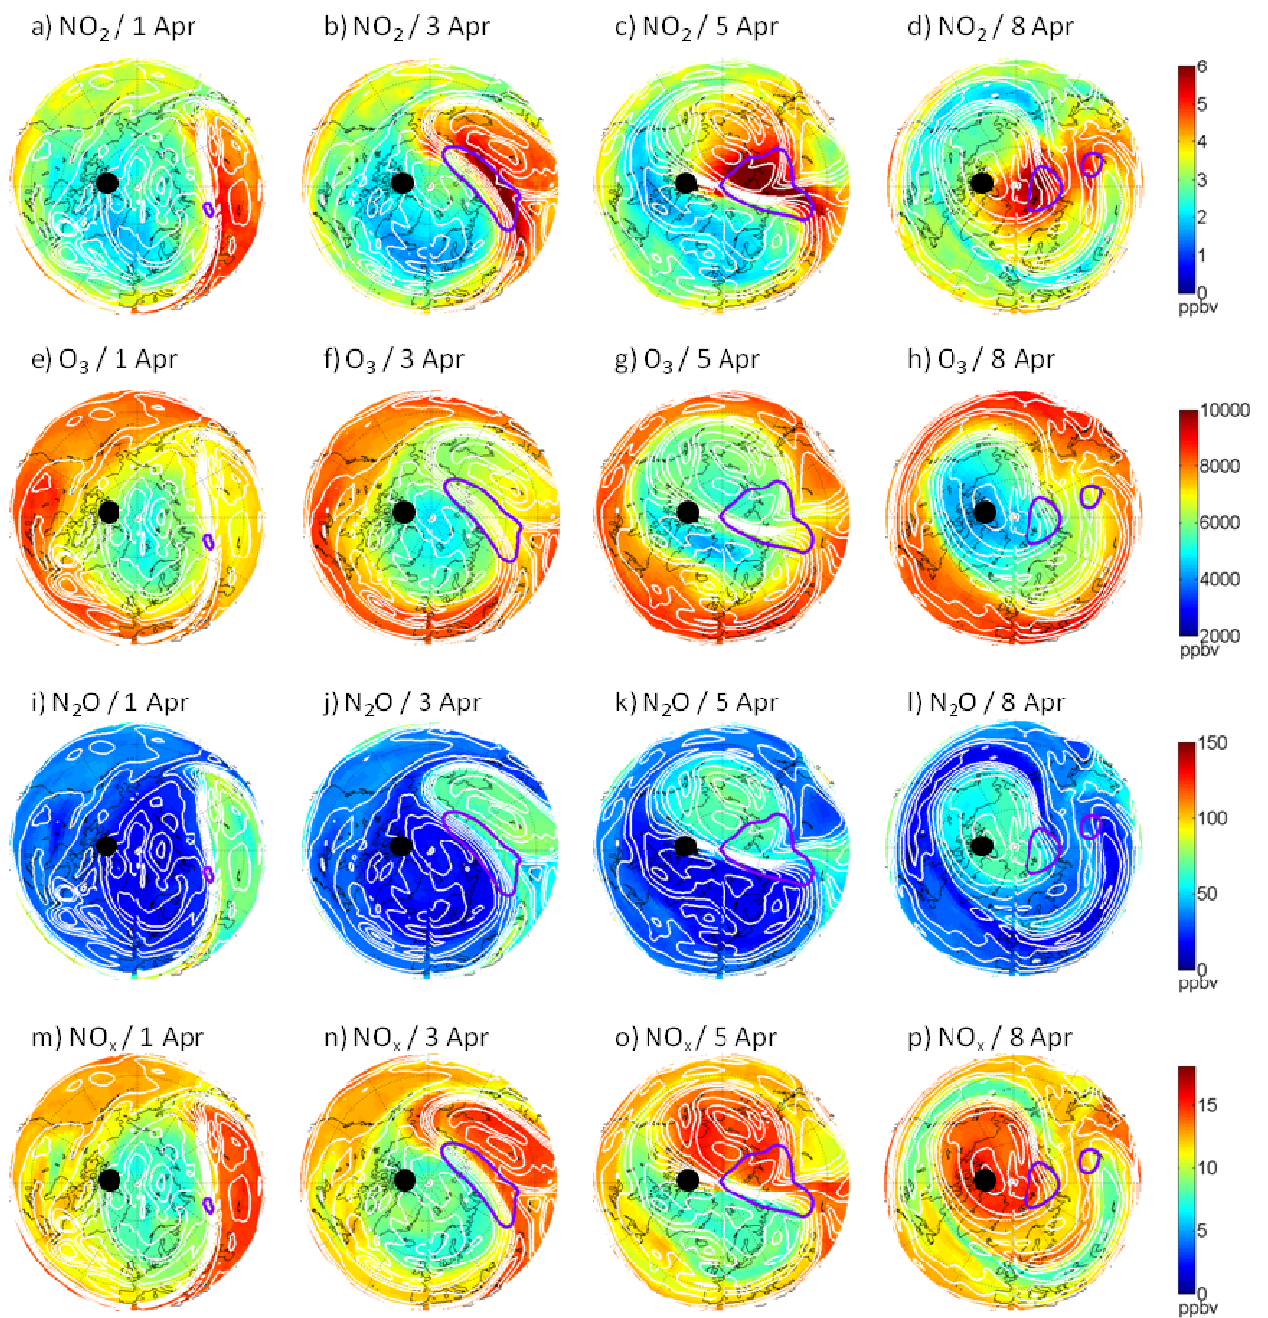 a) NO₂ / 1 Apr
b) NO₂ / 3 Apr
c) NO₂ / 5 Apr
d) NO₂ / 8 Apr
6
5
4
3
2
1
0
ppbv
e) O₃ / 1 Apr
f) O₃ / 3 Apr
g) O₃ / 5 Apr
h) O₃ / 8 Apr
10000
8000
6000
4000
2000
ppbv
i) N₂O / 1 Apr
j) N₂O / 3 Apr
k) N₂O / 5 Apr
l) N₂O / 8 Apr
150
100
50
0
ppbv
m) NOₓ / 1 Apr
n) NOₓ / 3 Apr
o) NOₓ / 5 Apr
p) NOₓ / 8 Apr
15
10
5
0
ppbv